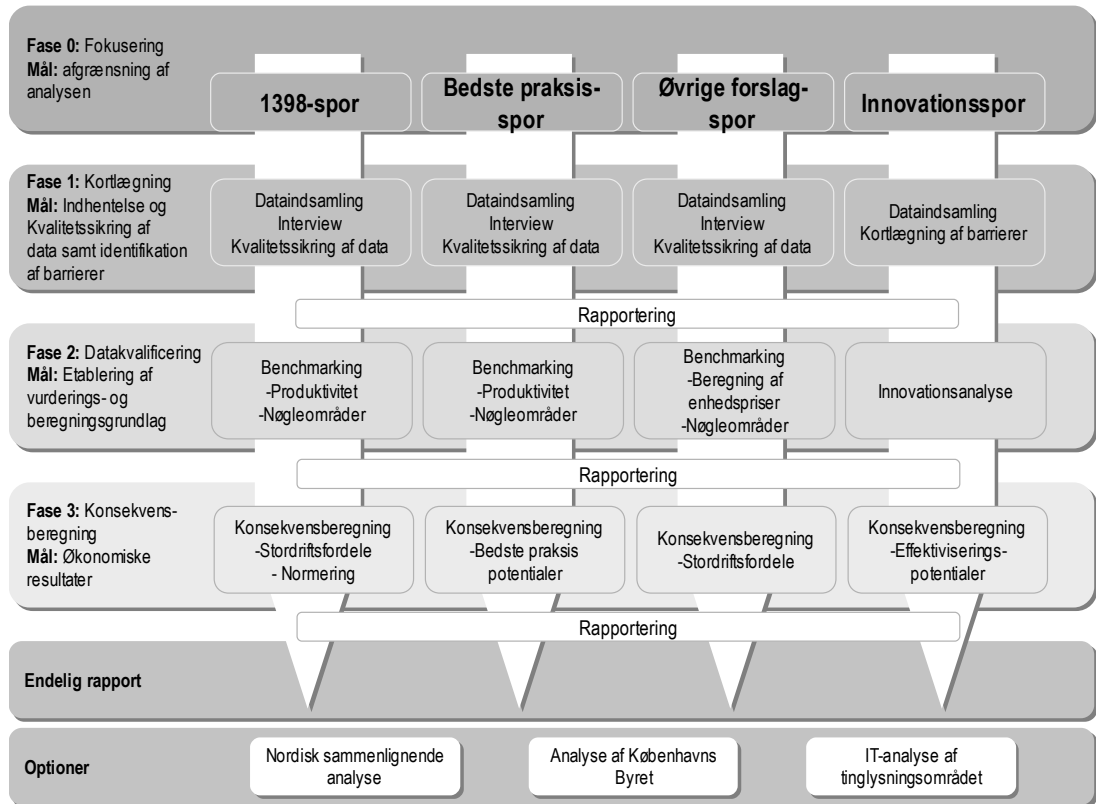 Fase 0: Fokusering
Mål: afgrænsning af
analysen
1398-spor
Bedste praksis-
spor
Øvrige forslag-
spor
Innovationsspor
Fase 1: Kortlægning
Mål: Indhentelse og
Kvalitetssikring af
data samt identifikation
af barrierer
Dataindsamling
Interview
Kvalitetssikring af data
Dataindsamling
Interview
Kvalitetssikring af data
Dataindsamling
Interview
Kvalitetssikring af data
Dataindsamling
Kortlægning af barrierer
Rapportering
Fase 2: Datakvalificering
Mål: Etablering af
vurderings- og
beregningsgrundlag
Benchmarking
-Produktivitet
-Nøgleområder
Benchmarking
-Produktivitet
-Nøgleområder
Benchmarking
-Beregning af
enhedspriser
-Nøgleområder
Innovationsanalyse
Rapportering
Fase 3: Konsekvens-
beregning
Mål: Økonomiske
resultater
Konsekvensberegning
-Stordriftsfordele
- Normering
Konsekvensberegning
-Bedste praksis
potentialer
Konsekvensberegning
-Stordriftsfordele
Konsekvensberegning
-Effektiviserings-
potentialer
Rapportering
Endelig rapport
Optioner
Nordisk sammenlignende
analyse
Analyse af Københavns
Byret
IT-analyse af
tinglysningsområdet